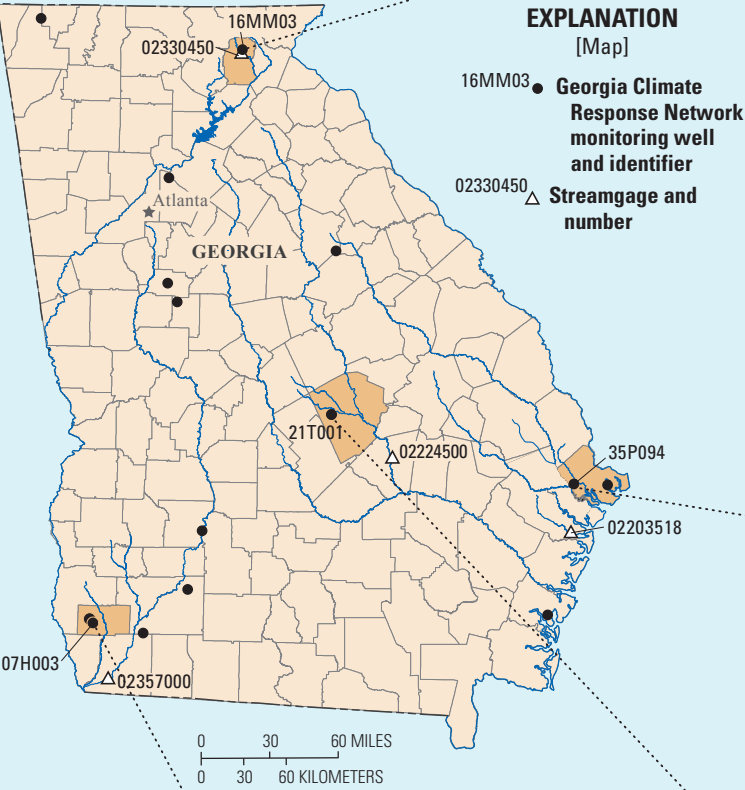 EXPLANATION
[Map]
16MM03
Georgia Climate
Response Network
monitoring well
and identifier
02330450
Streamgage and
number
16MM03
02330450
Atlanta
GEORGIA
21T001
02224500
35P094
02203518
07H003
02357000
0 30 60 MILES
0 30 60 KILOMETERS